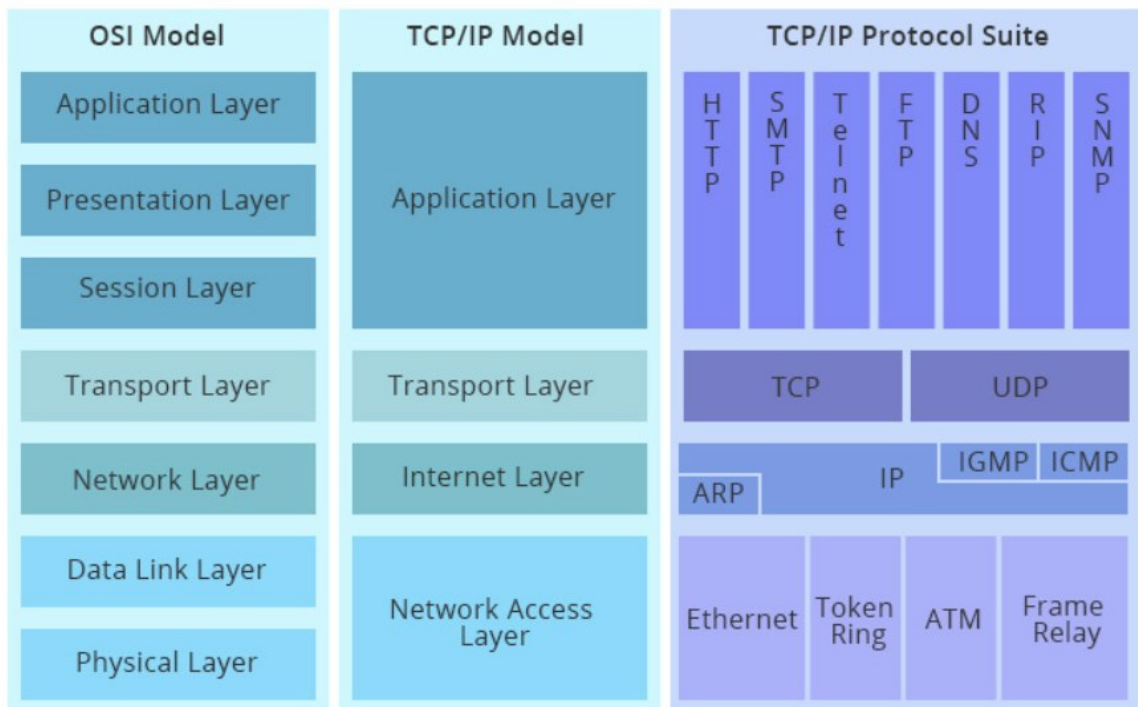 OSI Model
Application Layer
Presentation Layer
Session Layer
Transport Layer
Network Layer
Data Link Layer
Physical Layer
TCP/IP Model
Application Layer
Transport Layer
Internet Layer
Network Access
Layer
TCP/IP Protocol Suite
HTTP
SMTP
Telnet
FTP
DNS
RIP
SNMP
TCP
UDP
ARP
IP
IGMP
ICMP
Ethernet
Token
Ring
ATM
Frame
Relay